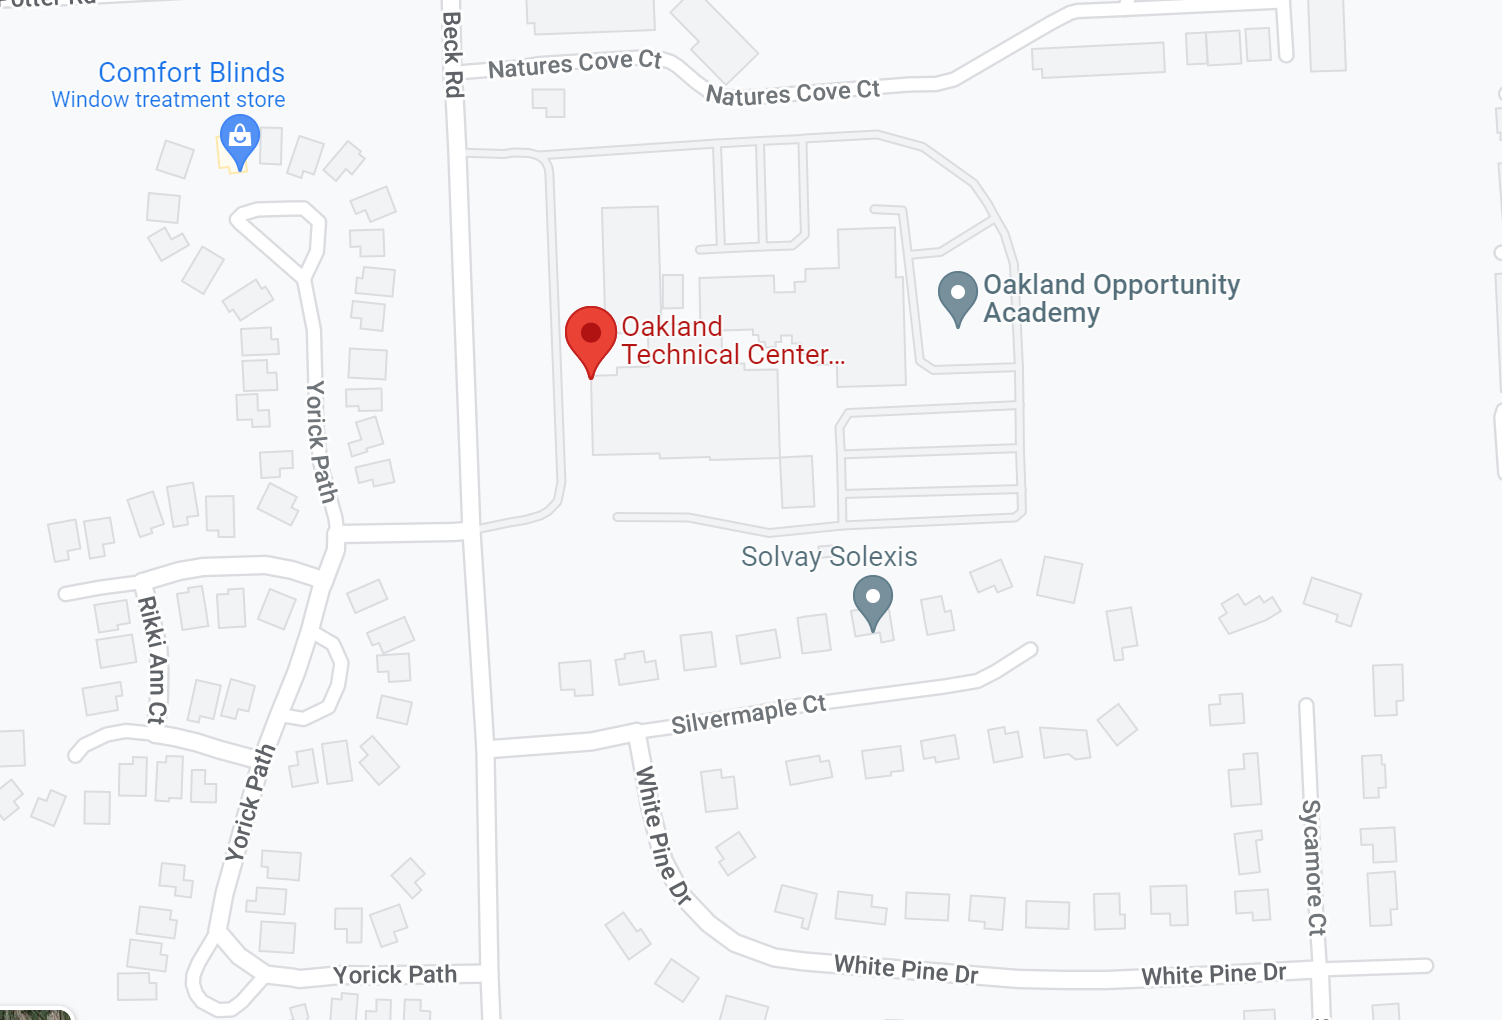 Potter Rd
Beck Rd
Natures Cove Ct
Comfort Blinds
Window treatment store
Natures Cove Ct
Oakland Opportunity
Academy
Oakland
Technical Center...
Yorick Path
Solvay Solexis
Rikki Ann Ct
Silvermaple Ct
Yorick Path
White Pine Dr
Sycamore Ct
White Pine Dr
White Pine Dr
Yorick Path